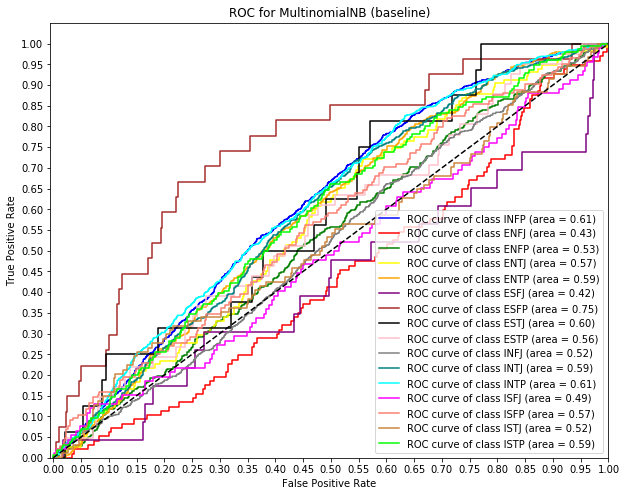 ROC for MultinomialNB (baseline)
True Positive Rate
1.00
0.95
0.90
0.85
0.80
0.75
0.70
0.65
0.60
0.55
0.50
0.45
0.40
0.35
0.30
0.25
0.20
0.15
0.10
0.05
0.00
ROC curve of class INFP (area = 0.61)
ROC curve of class ENFJ (area = 0.43)
ROC curve of class ENFP (area = 0.53)
ROC curve of class ENTJ (area = 0.57)
ROC curve of class ENTP (area = 0.59)
ROC curve of class ESFJ (area = 0.42)
ROC curve of class ESFP (area = 0.75)
ROC curve of class ESTJ (area = 0.60)
ROC curve of class ESTP (area = 0.56)
ROC curve of class INFJ (area = 0.52)
ROC curve of class INTJ (area = 0.59)
ROC curve of class INTP (area = 0.61)
ROC curve of class ISFJ (area = 0.49)
ROC curve of class ISFP (area = 0.57)
ROC curve of class ISTJ (area = 0.52)
ROC curve of class ISTP (area = 0.59)
0.00 0.05 0.10 0.15 0.20 0.25 0.30 0.35 0.40 0.45 0.50 0.55 0.60 0.65 0.70 0.75 0.80 0.85 0.90 0.95 1.00
False Positive Rate